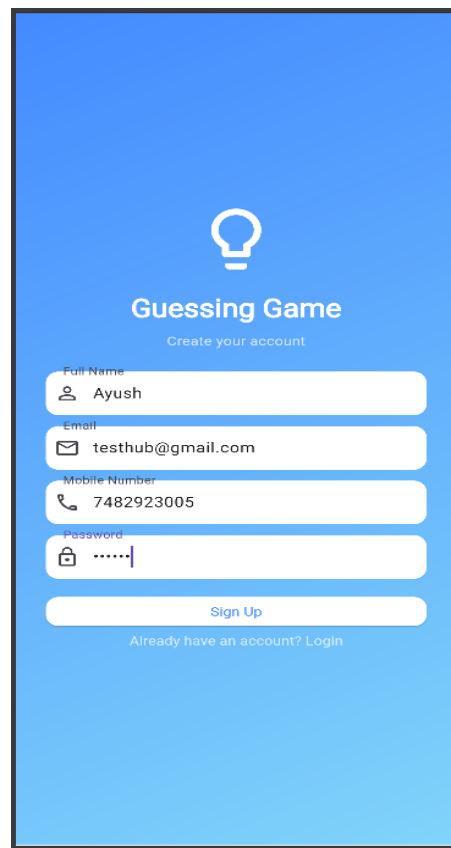 Guessing Game
Create your account
Full Name
Ayush
Email
testhub@gmail.com
Mobile Number
7482923005
Password
••••••
Sign Up
Already have an account? Login